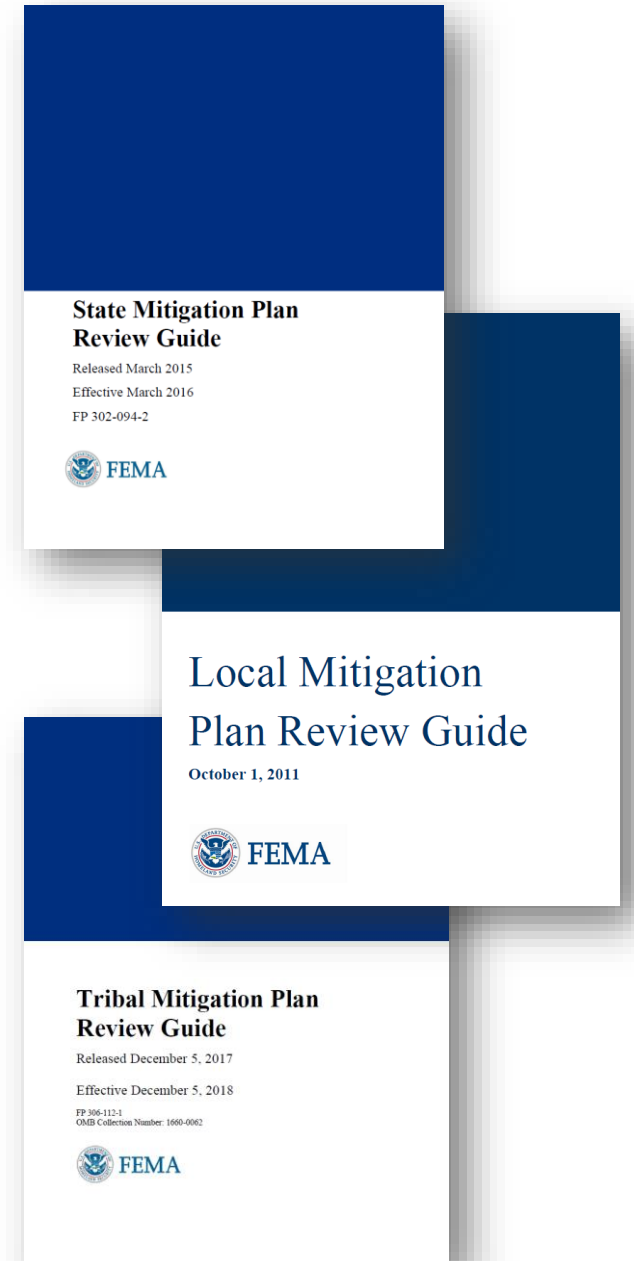 State Mitigation Plan
Review Guide
Released March 2015
Effective March 2016
FP 302-094-2
FEMA
Local Mitigation
Plan Review Guide
October 1, 2011
FEMA
Tribal Mitigation Plan
Review Guide
Released December 5, 2017
Effective December 5, 2018
FP 306-112-1
OMB Collection Number: 1660-0062
FEMA